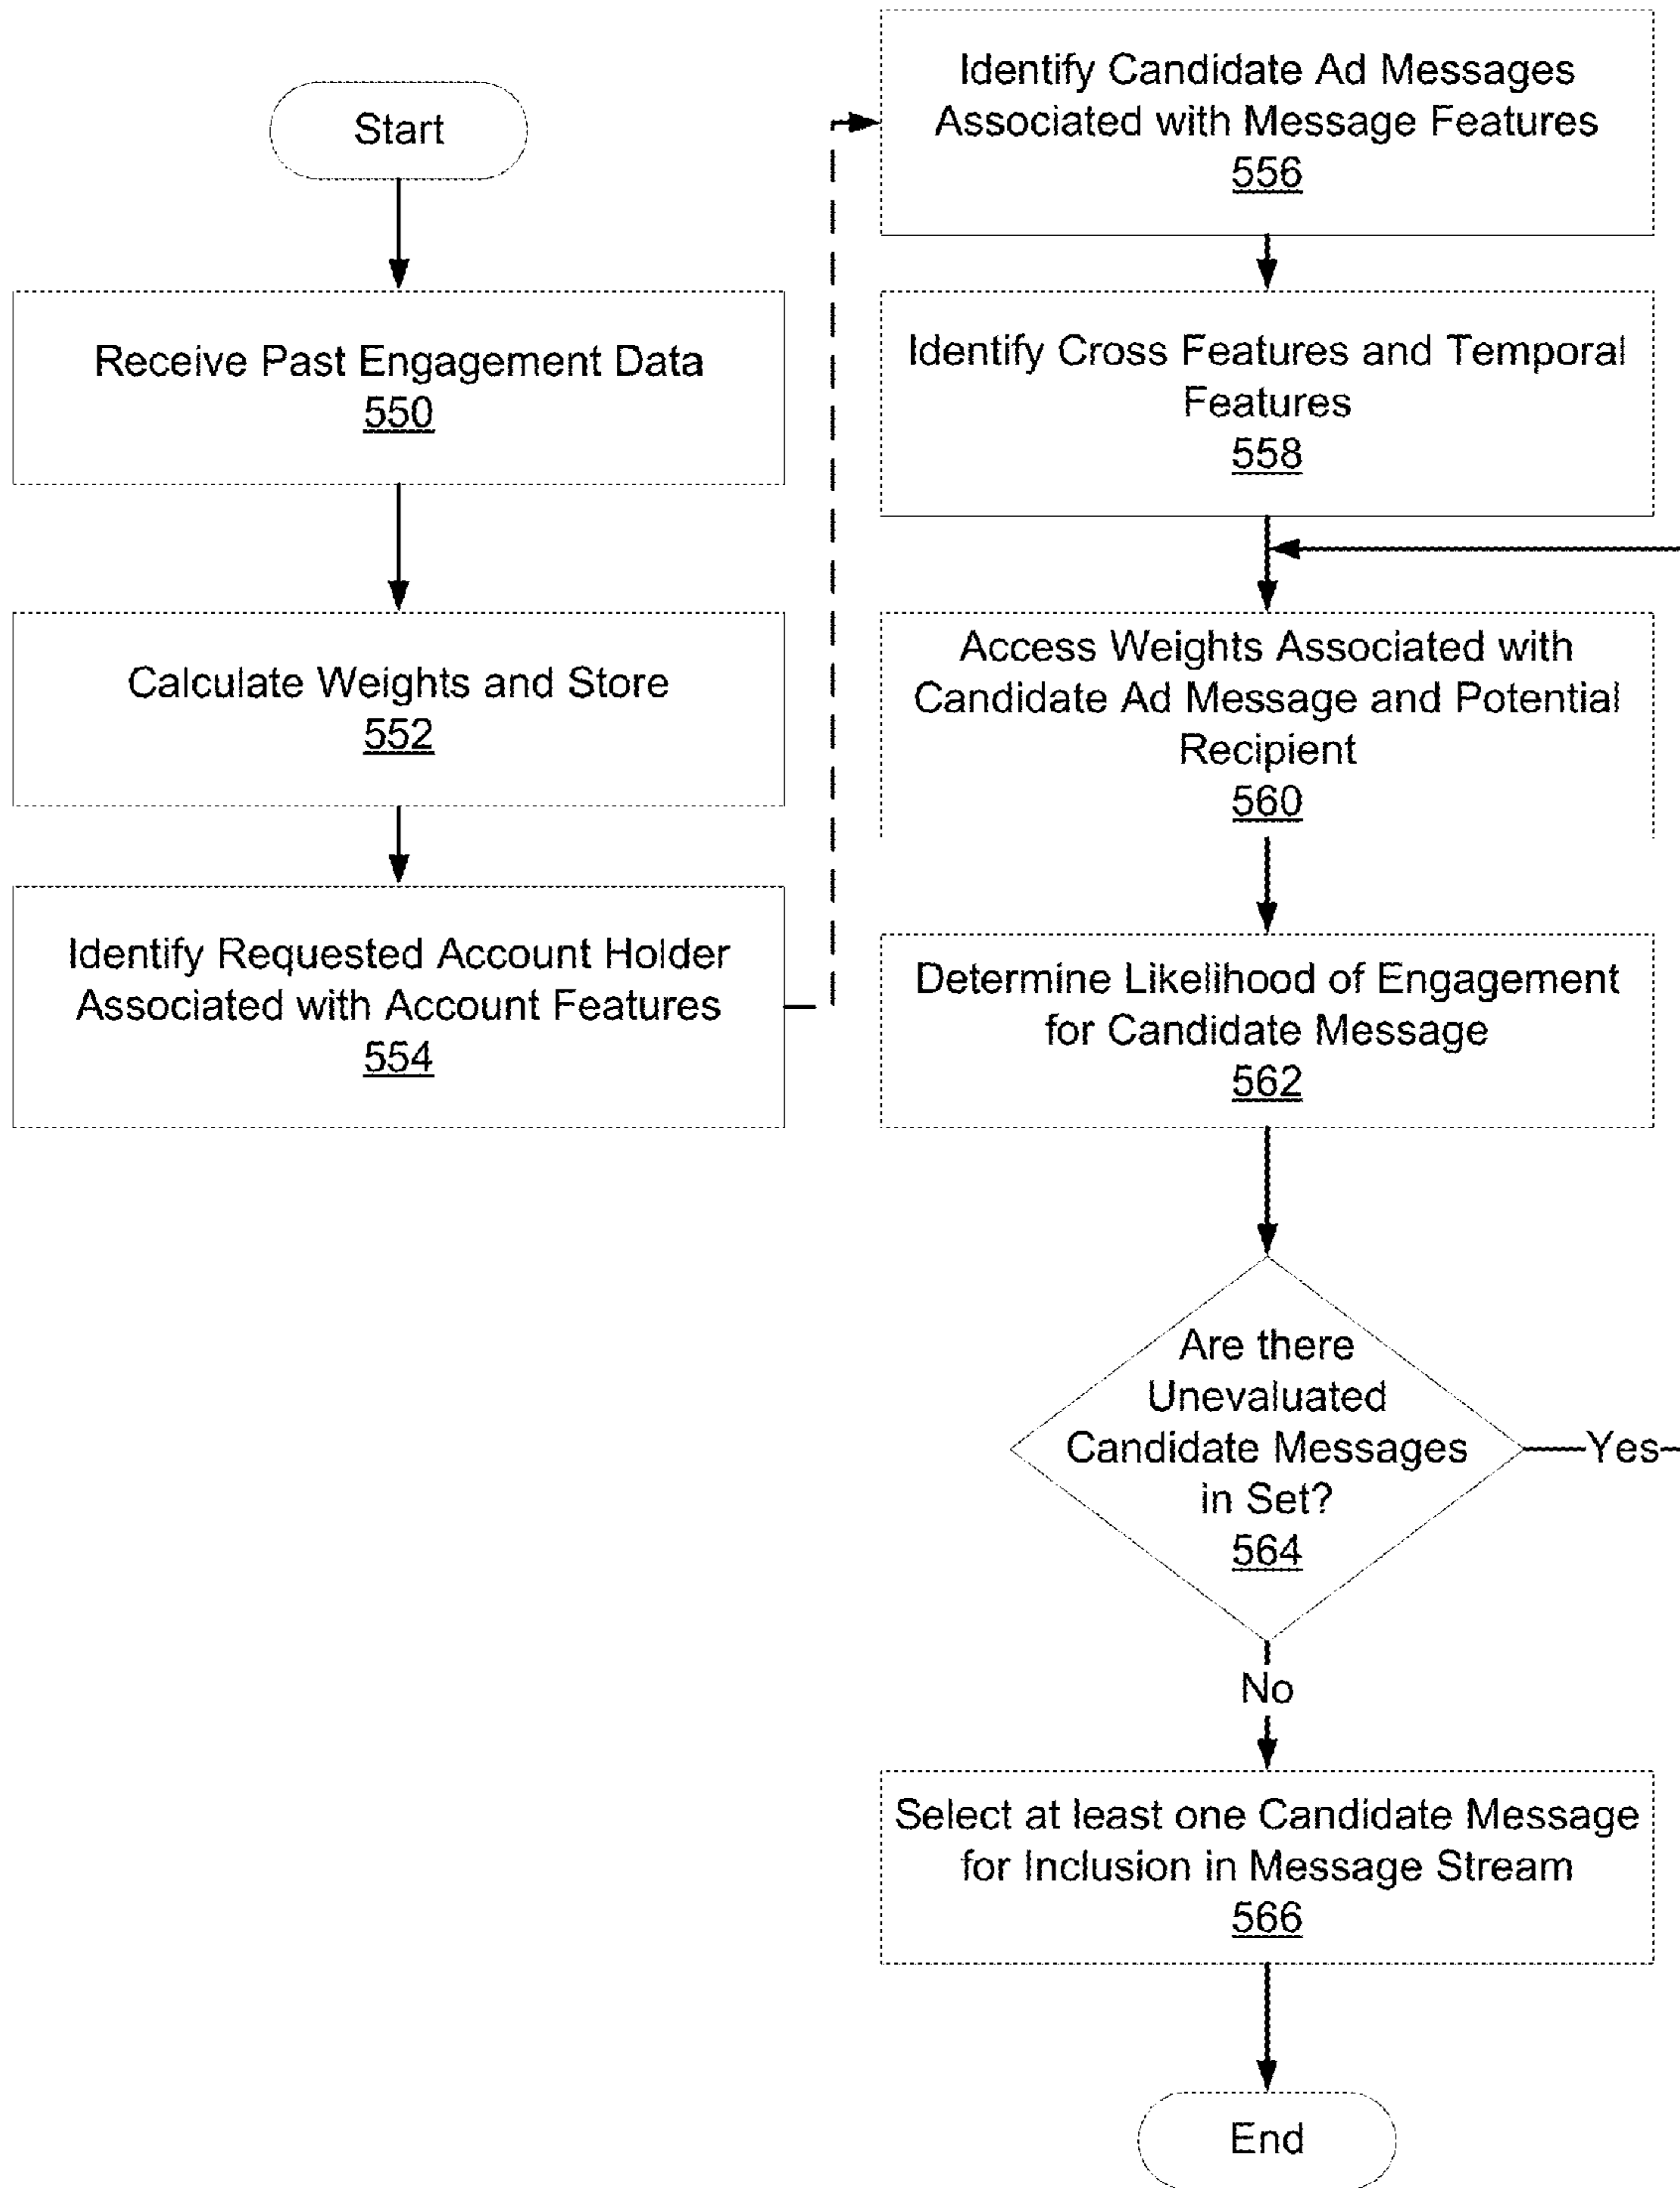 Start
Receive Past Engagement Data
550
Calculate Weights and Store
552
Identify Requested Account Holder
Associated with Account Features
554
Identify Candidate Ad Messages
Associated with Message Features
556
Identify Cross Features and Temporal
Features
558
Access Weights Associated with
Candidate Ad Message and Potential
Recipient
560
Determine Likelihood of Engagement
for Candidate Message
562
Are there
Unevaluated
Candidate Messages
in Set?
564
Yes
No
Select at least one Candidate Message
for Inclusion in Message Stream
566
End